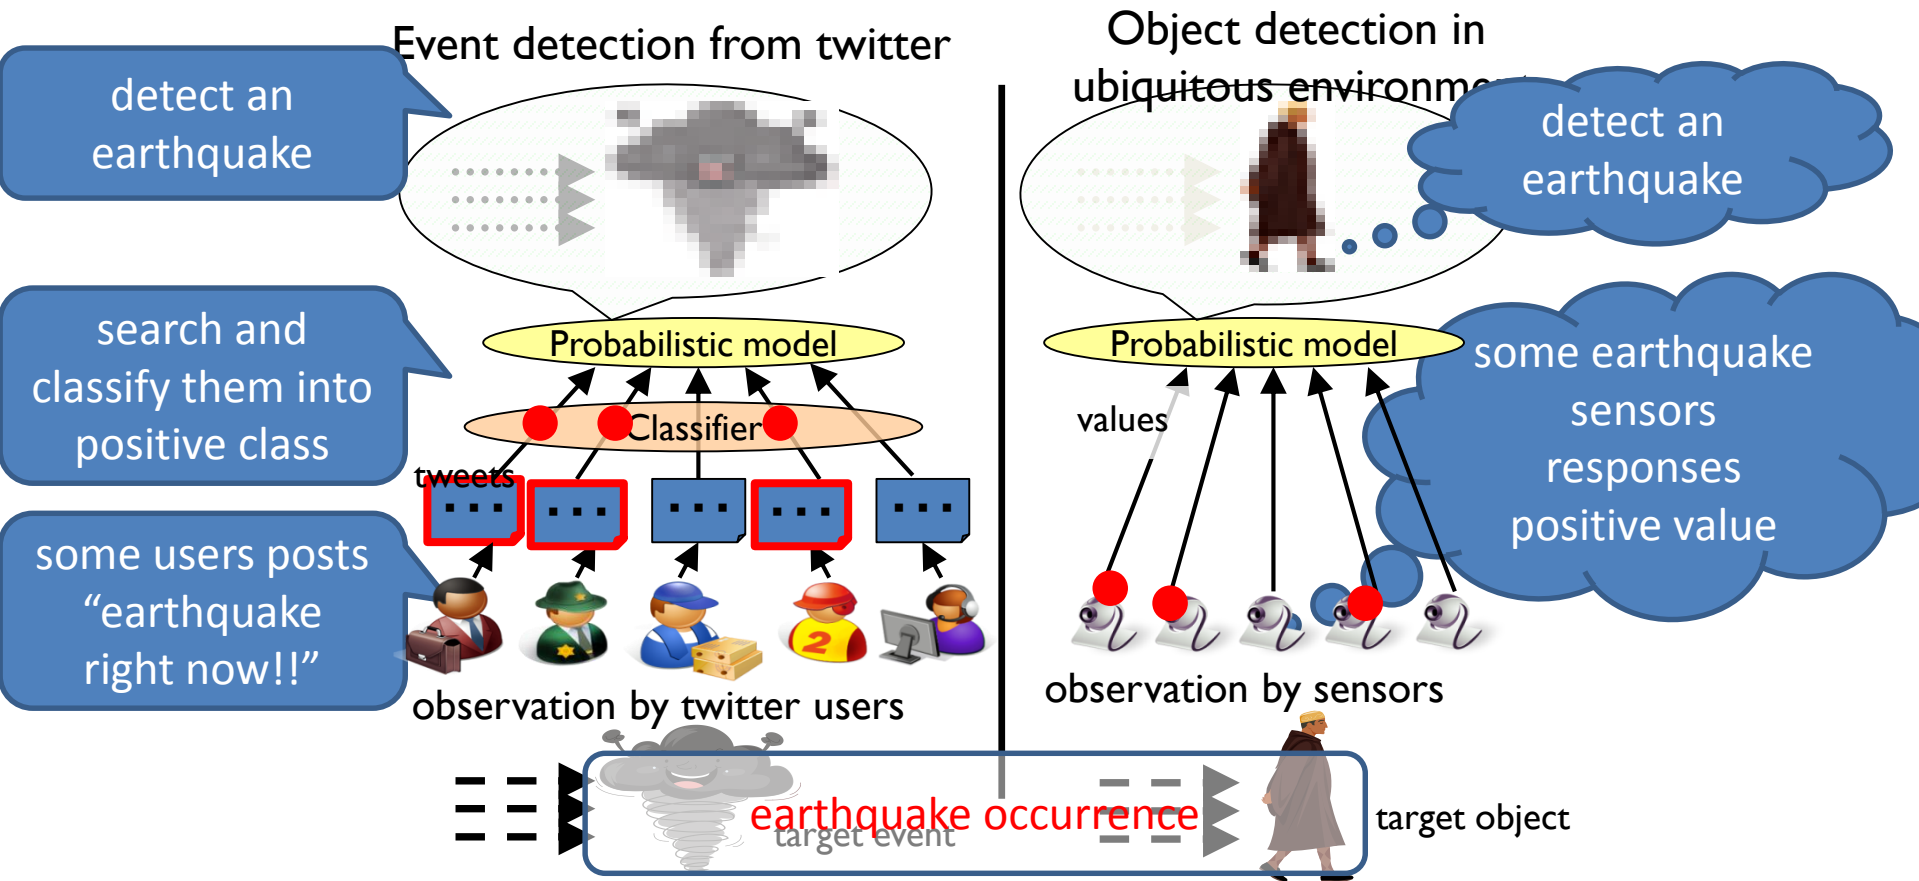 Event detection from twitter
Object detection in
ubiquitous environment
detect an
earthquake
detect an
earthquake
Probabilistic model
Probabilistic model
search and
classify them into
positive class
some earthquake
sensors
responses
positive value
values
Classifier
tweets
...
...
...
...
...
some users posts
“earthquake
right now!!”
2
observation by twitter users
observation by sensors
earthquake occurrence
target event
target object